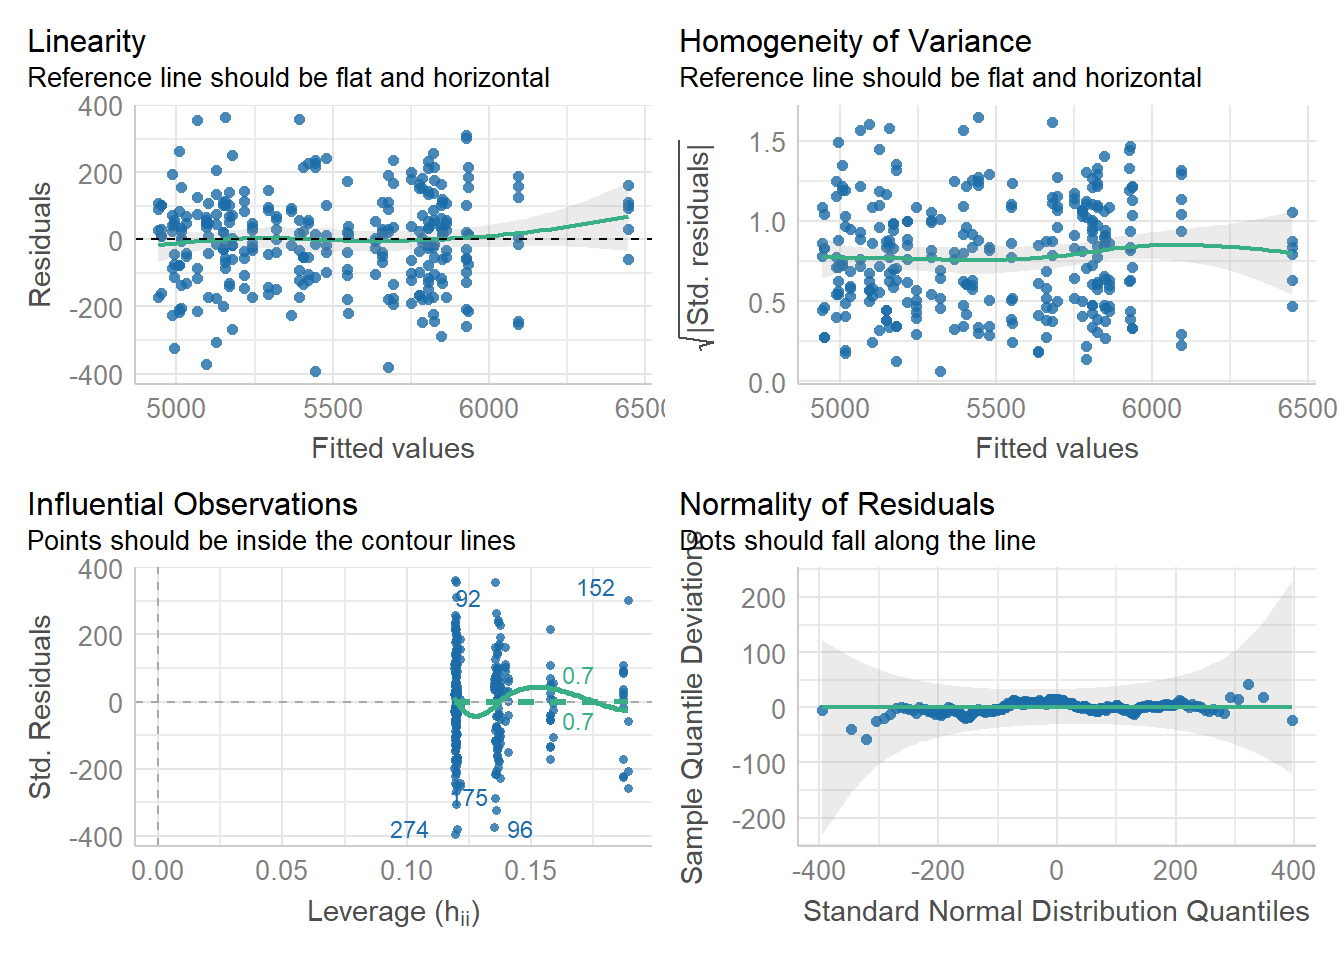 Linearity
Reference line should be flat and horizontal
400
200
0
-200
-400
Residuals
5000 5500 6000 650
Fitted values
Homogeneity of Variance
Reference line should be flat and horizontal
1.5
1.0
0.5
0.0
√|Std. residuals|
5000 5500 6000 6500
Fitted values
Influential Observations
Points should be inside the contour lines
400
200
0
-200
-400
Std. Residuals
92
152
0.7
0.7
175
274
96
0.00 0.05 0.10 0.15
Leverage (hii)
Normality of Residuals
Dots should fall along the line
200
100
0
-100
-200
Sample Quantile Deviations
-400 -200 0 200 400
Standard Normal Distribution Quantiles